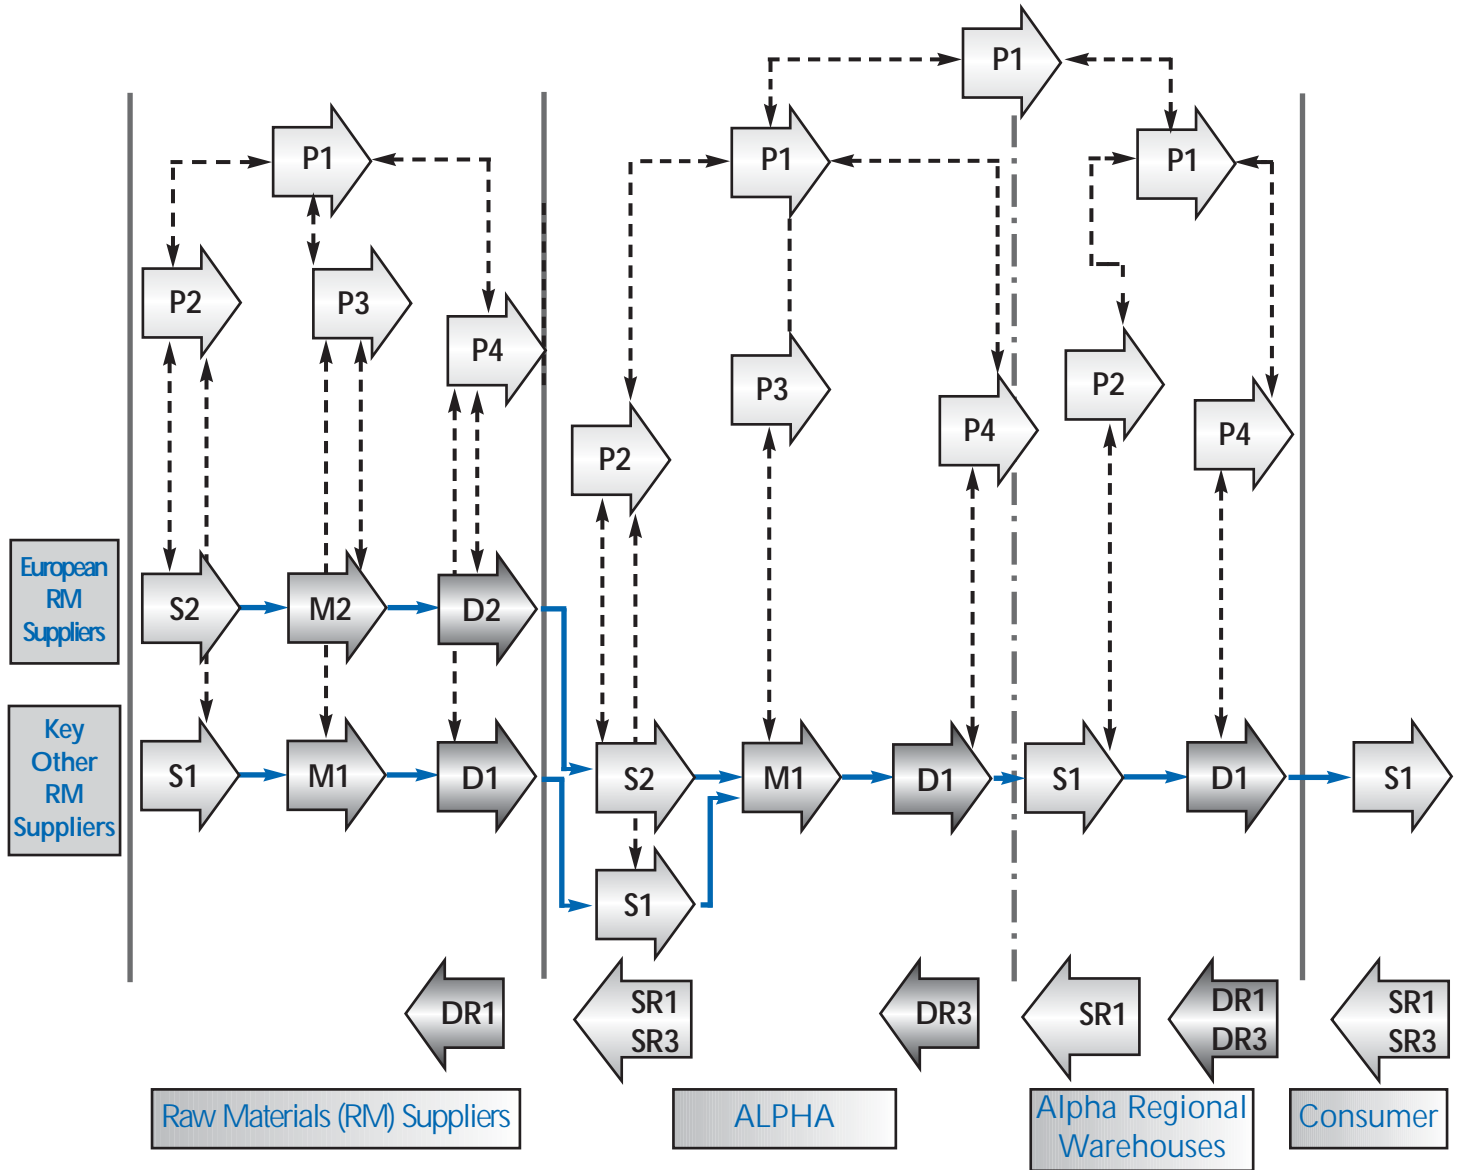 P1
P1
P1
P1
P2
P3
P4
P3
P2
P4
P2
P4
European
RM
Suppliers
S2
M2
D2
Key
Other
RM
Suppliers
S1
M1
D1
S2
M1
D1
S1
D1
S1
S1
DR1
SR1
SR3
DR3
SR1
DR1
DR3
SR1
SR3
Raw Materials (RM) Suppliers
ALPHA
Alpha Regional
Warehouses
Consumer